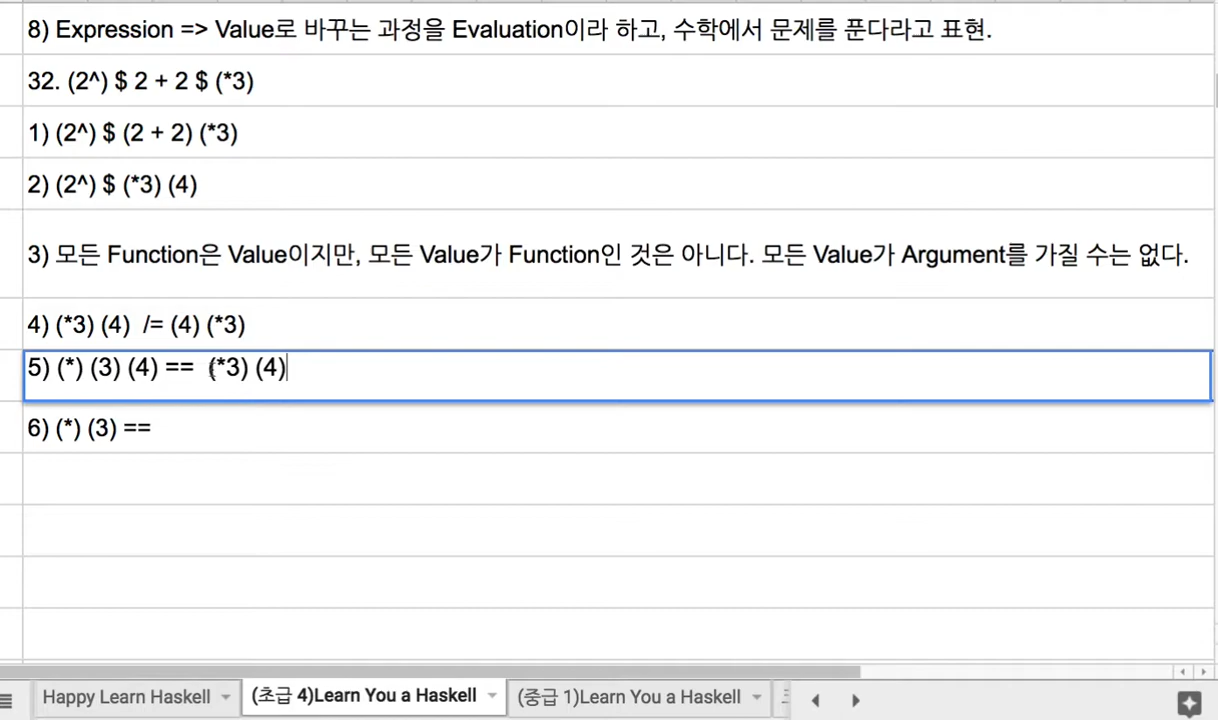 8) Expression => Value로 바꾸는 과정을 Evaluation이라 하고, 수학에서 문제를 푼다라고 표현.
32. (2^) $ 2 + 2 $ (*3)
1) (2^) $ (2 + 2) (*3)
2) (2^) $ (*3) (4)
3) 모든 Function은 Value이지만, 모든 Value가 Function인 것은 아니다. 모든 Value가 Argument를 가질 수는 없다.
4) (*3) (4)  /= (4) (*3)
5) (*) (3) (4) ==  (*3) (4)
6) (*) (3) ==
Happy Learn Haskell (초급 4)Learn You a Haskell (중급 1)Learn You a Haskell